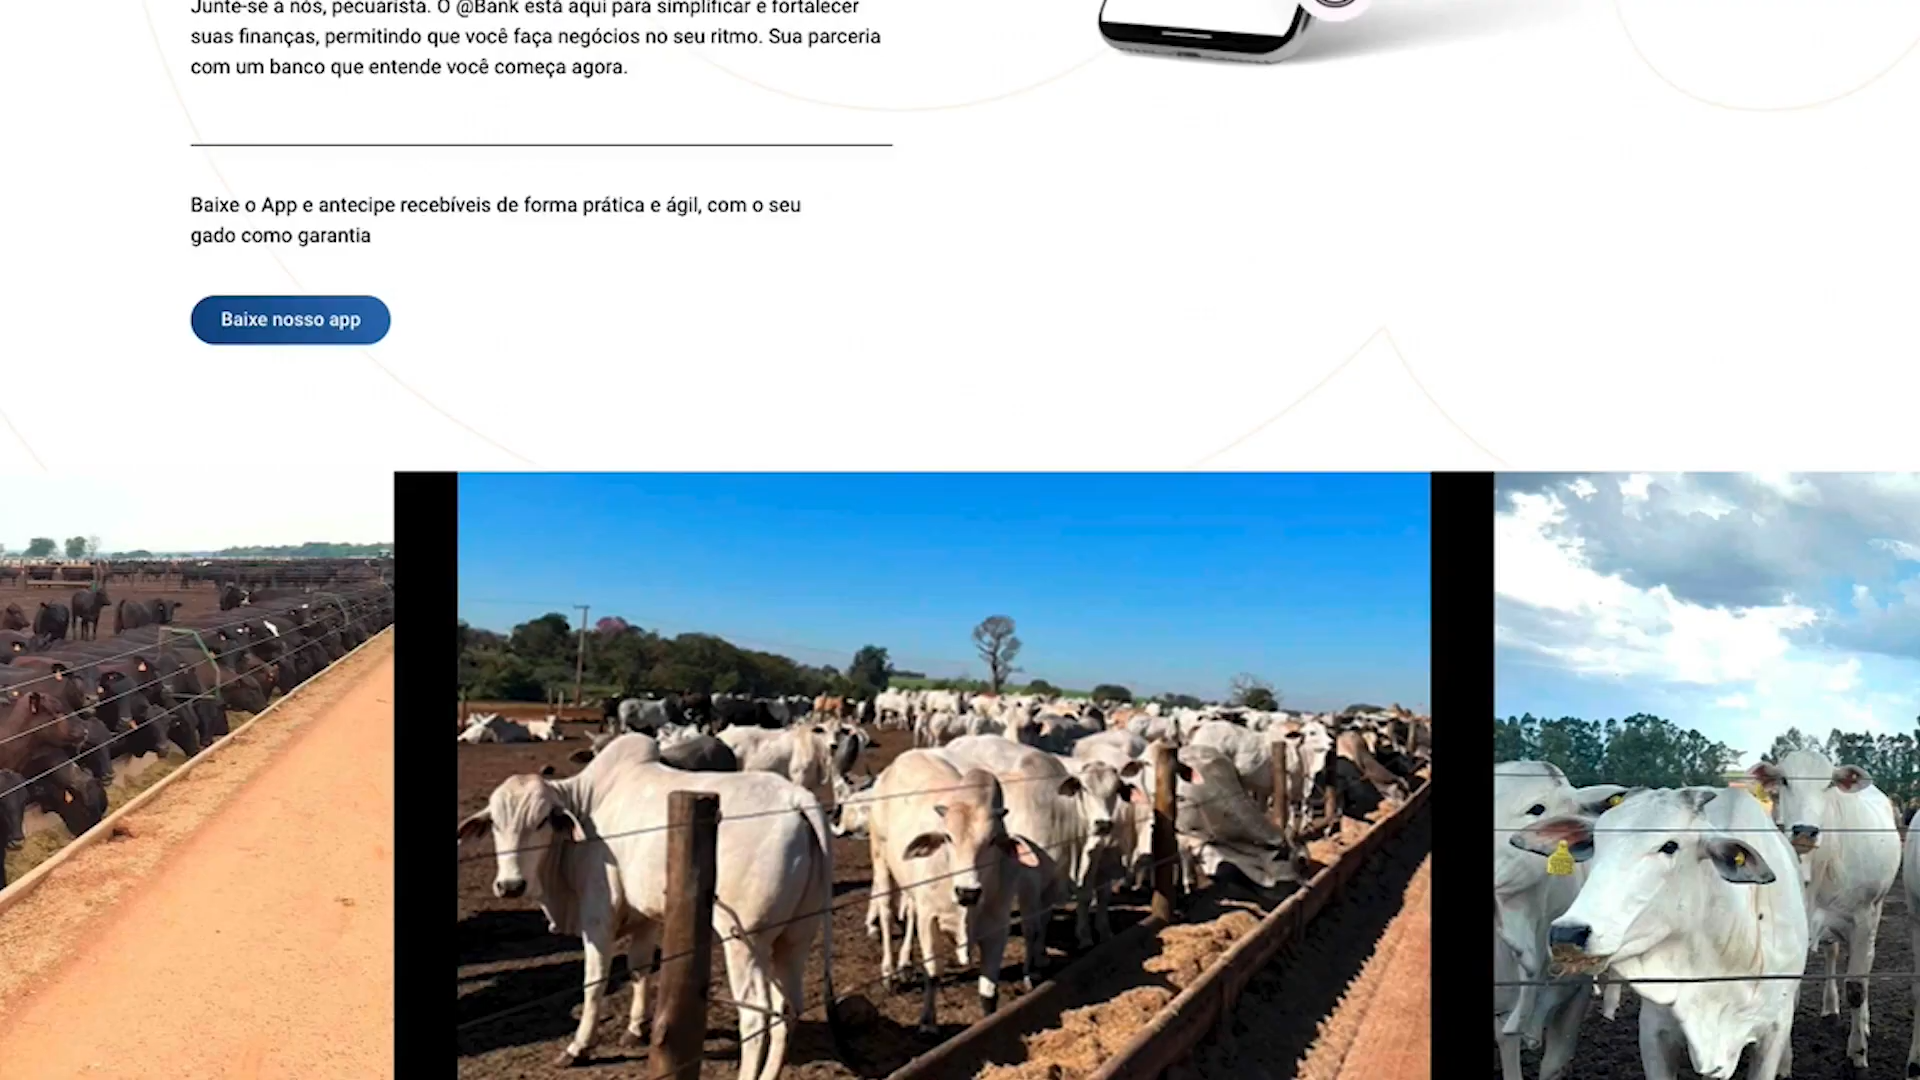 Junte-se a nós, pecuarista. O @Bank está aqui para simplificar e fortalecer
suas finanças, permitindo que você faça negócios no seu ritmo. Sua parceria
com um banco que entende você começa agora.
Baixe o App e antecipe recebíveis de forma prática e ágil, com o seu
gado como garantia
Baixe nosso app